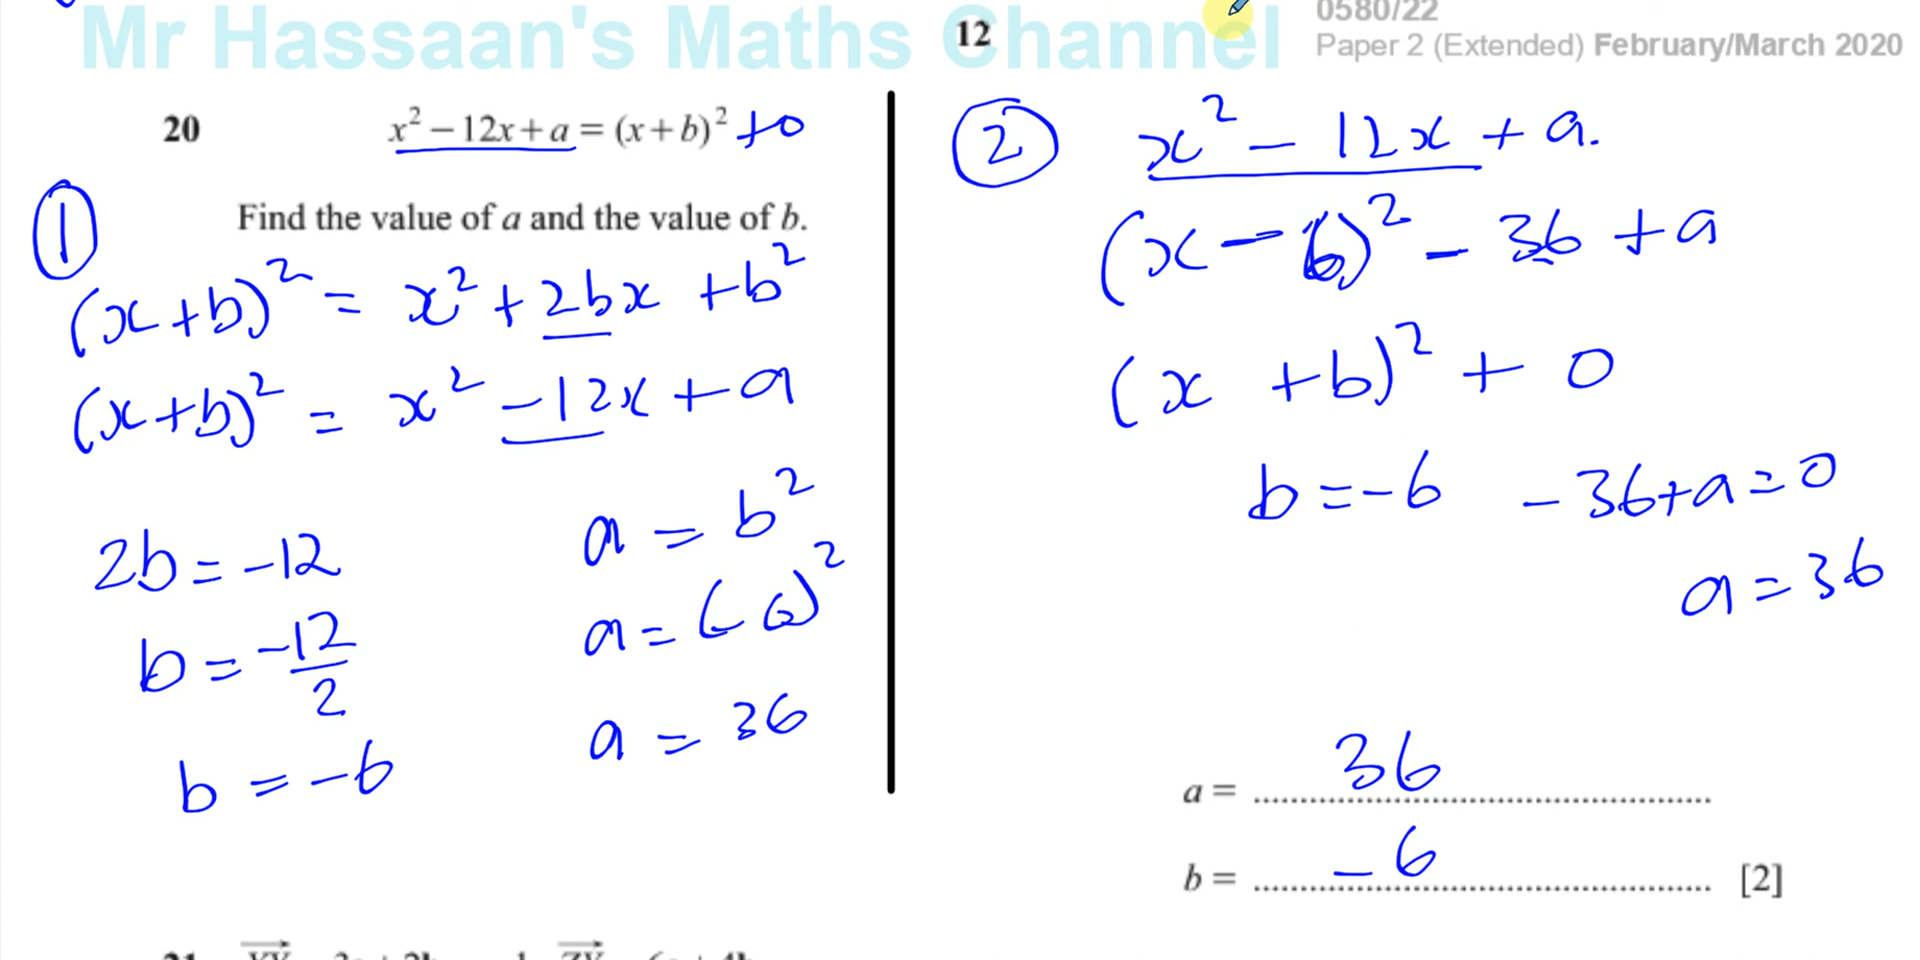 Mr Hassaan's Maths Channel
12
0580/22
Paper 2 (Extended) February/March 2020
20 x² − 12x + a = (x + b)² + 0
Find the value of a and the value of b.
①
(x+b)² = x² + 2bx + b²
(x+b)² = x² − 12x + a
2b = −12
b = −12/2
b = −6
a = b²
a = (−6)²
a = 36
②
x² − 12x + a.
(x − 6)² − 36 + a
(x + b)² + 0
b = −6 −36+a=0
a = 36
a = 36
b = −6 [2]